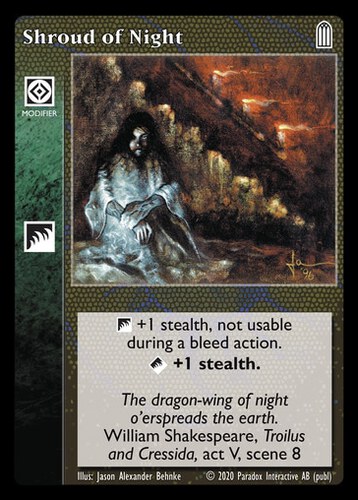 Shroud of Night
MODIFIER
+1 stealth, not usable
during a bleed action.
+1 stealth.
The dragon-wing of night
o'erspreads the earth.
William Shakespeare, Troilus
and Cressida, act V, scene 8
Illus: Jason Alexander Behnke © 2020 Paradox Interactive AB (publ)